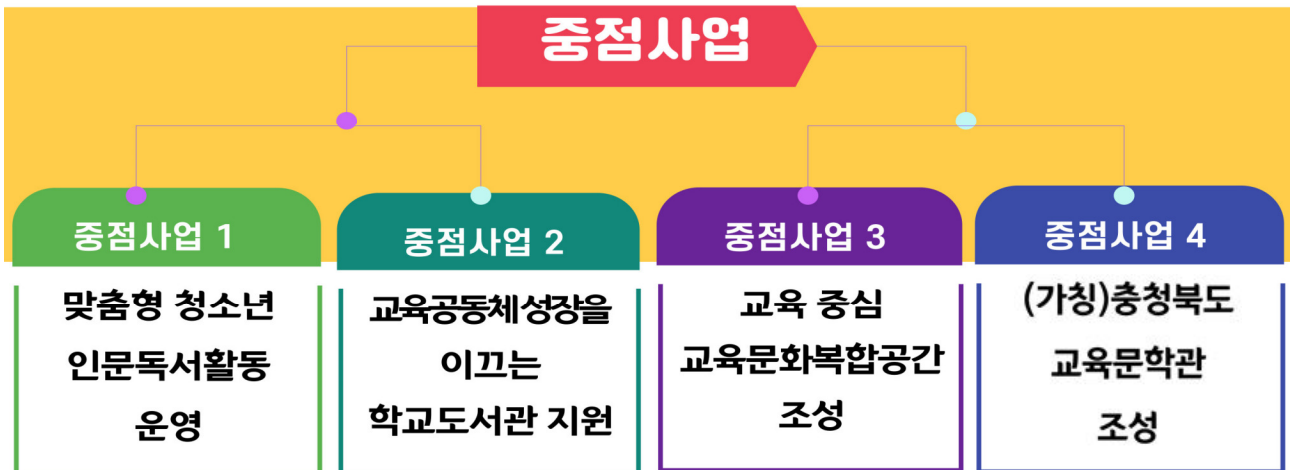 중점사업
중점사업 1
맞춤형 청소년
인문독서활동
운영
중점사업 2
교육공동체성장을
이끄는
학교도서관 지원
중점사업 3
교육 중심
교육문화복합공간
조성
중점사업 4
(가칭)충청북도
교육문학관
조성